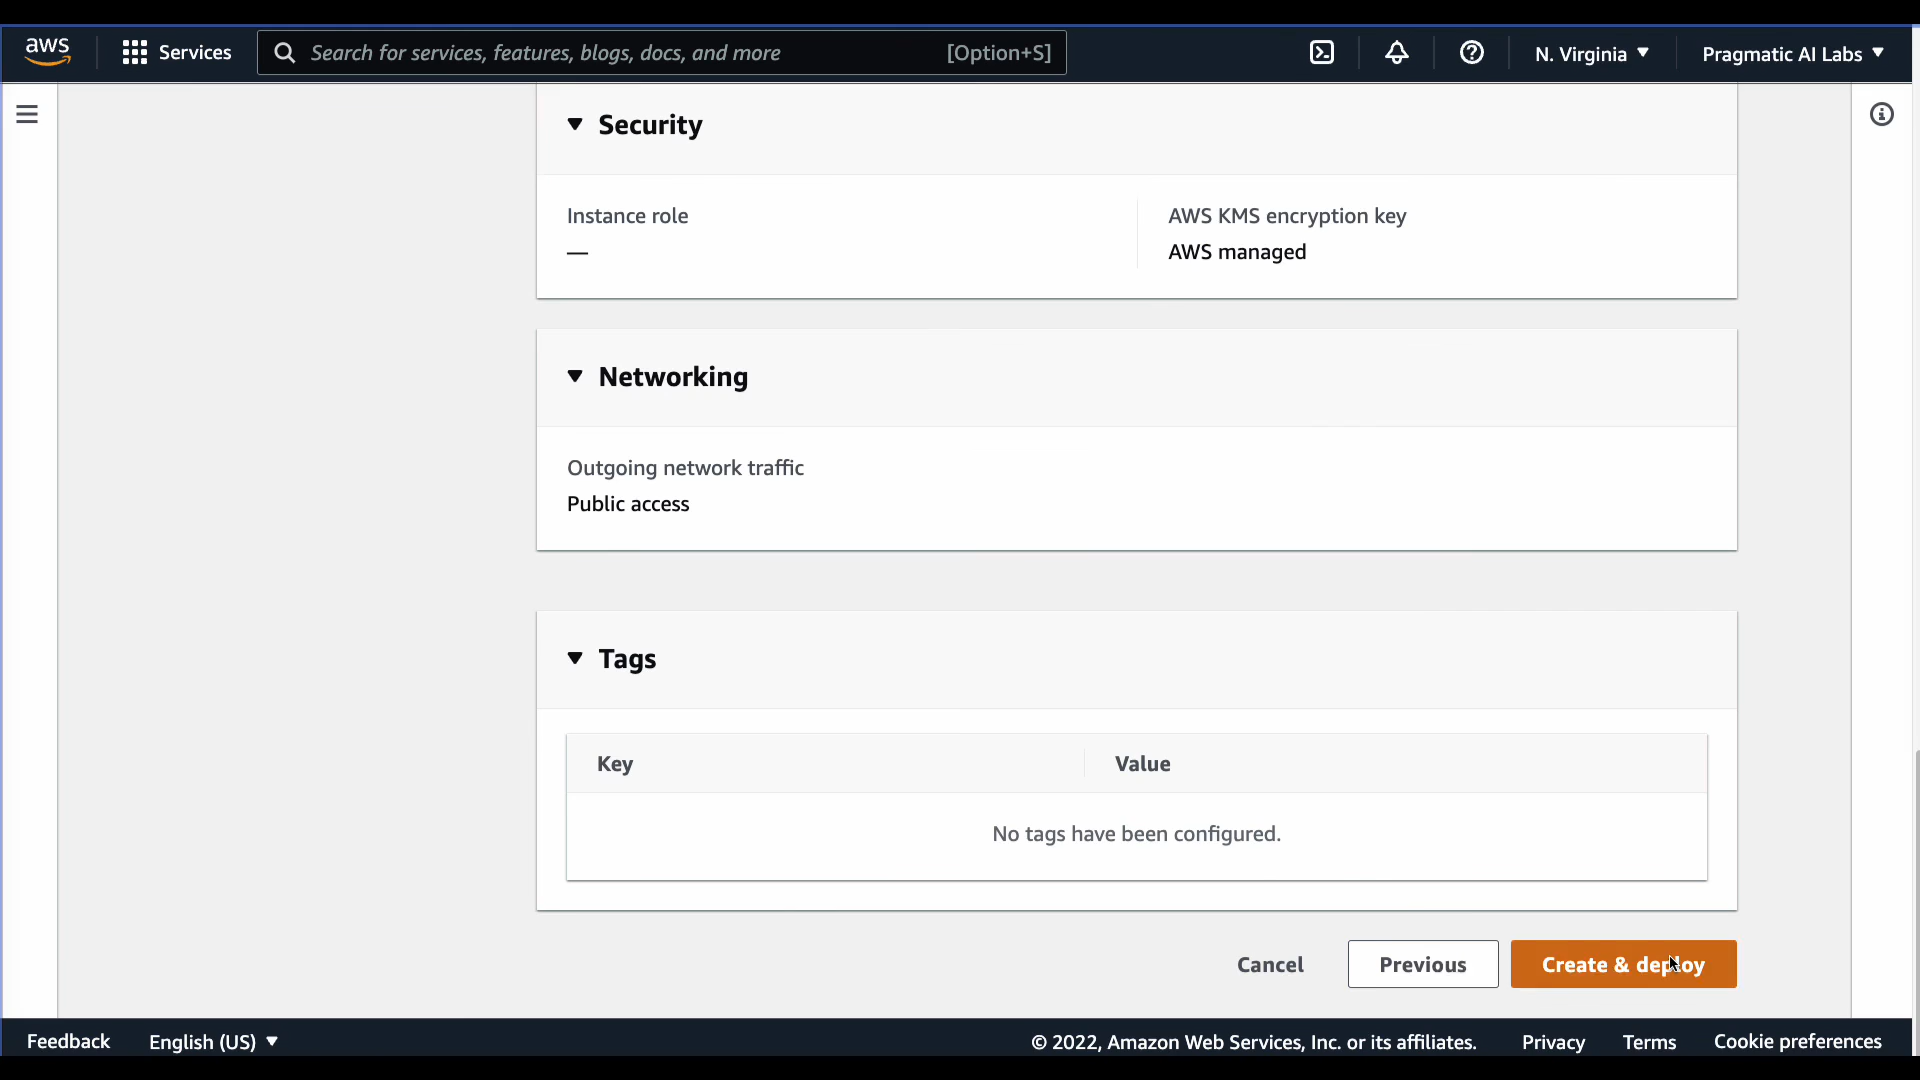 aws
Services
Search for services, features, blogs, docs, and more
[Option+S]
N. Virginia
Pragmatic AI Labs
Security
Instance role
AWS KMS encryption key
—
AWS managed
Networking
Outgoing network traffic
Public access
Tags
Key
Value
No tags have been configured.
Cancel
Previous
Create & deploy
Feedback
English (US)
© 2022, Amazon Web Services, Inc. or its affiliates.
Privacy
Terms
Cookie preferences